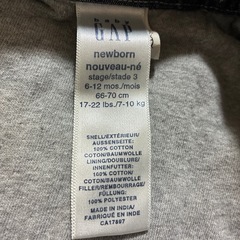 baby
GAP
newborn
nouveau-né
stage/stade 3
6-12 mos./mois
66-70 cm
17-22 lbs./7-10 kg
SHELL/EXTÉRIEUR/
AUSSENSEITE:
100% COTTON
COTON/BAUMWOLLE
LINING/DOUBLURE/
INNENFUTTER:
100% COTTON
COTON/BAUMWOLLE
FILLER/REMBOURRAGE/
FÜLLUNG:
100% POLYESTER
MADE IN INDIA/
FABRIQUÉ EN INDE
CA17897